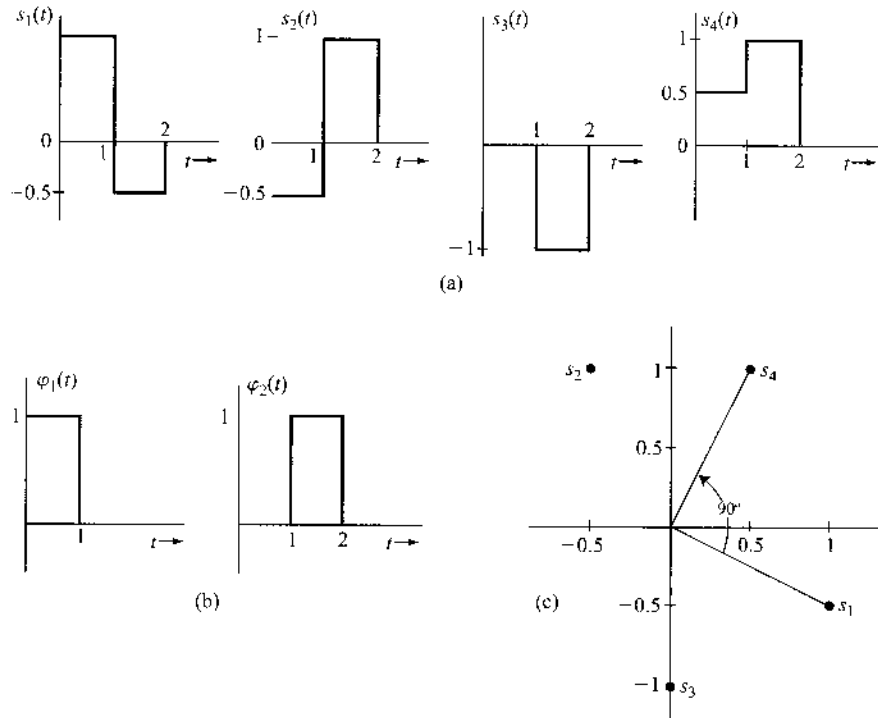 s₁(t) s₂(t) s₃(t) s₄(t)
0 1 2 t→ −0.5
1 0 1 2 t→ −0.5
1 2 t→ −1
1 0.5 0 1 2 t→
(a)
φ₁(t) 1 1 t→
φ₂(t) 1 1 2 t→
(b)
s₂ 1 s₄
0.5
90°
−0.5 0.5 1
−0.5 s₁
−1 s₃
(c)